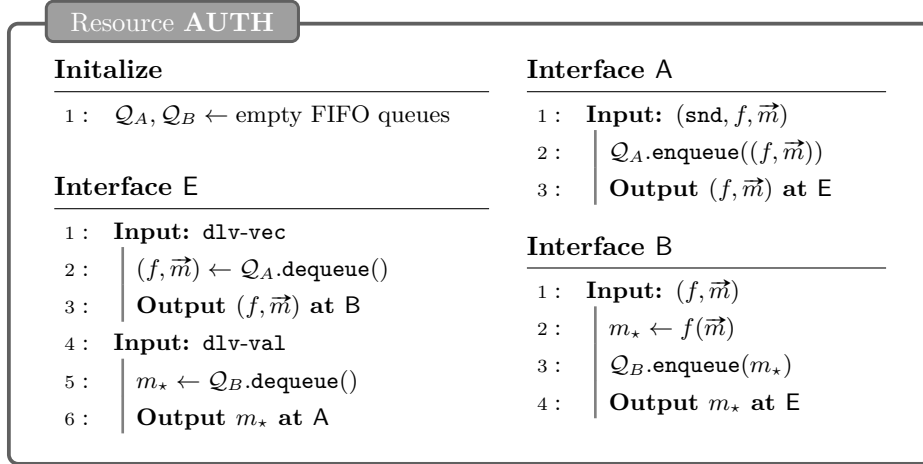 Resource AUTH
Initalize
1 : 𝒬_A, 𝒬_B ← empty FIFO queues
Interface E
1 : Input: dlv-vec
2 : (f, m⃗) ← 𝒬_A.dequeue()
3 : Output (f, m⃗) at B
4 : Input: dlv-val
5 : m⋆ ← 𝒬_B.dequeue()
6 : Output m⋆ at A
Interface A
1 : Input: (snd, f, m⃗)
2 : 𝒬_A.enqueue((f, m⃗))
3 : Output (f, m⃗) at E
Interface B
1 : Input: (f, m⃗)
2 : m⋆ ← f(m⃗)
3 : 𝒬_B.enqueue(m⋆)
4 : Output m⋆ at E